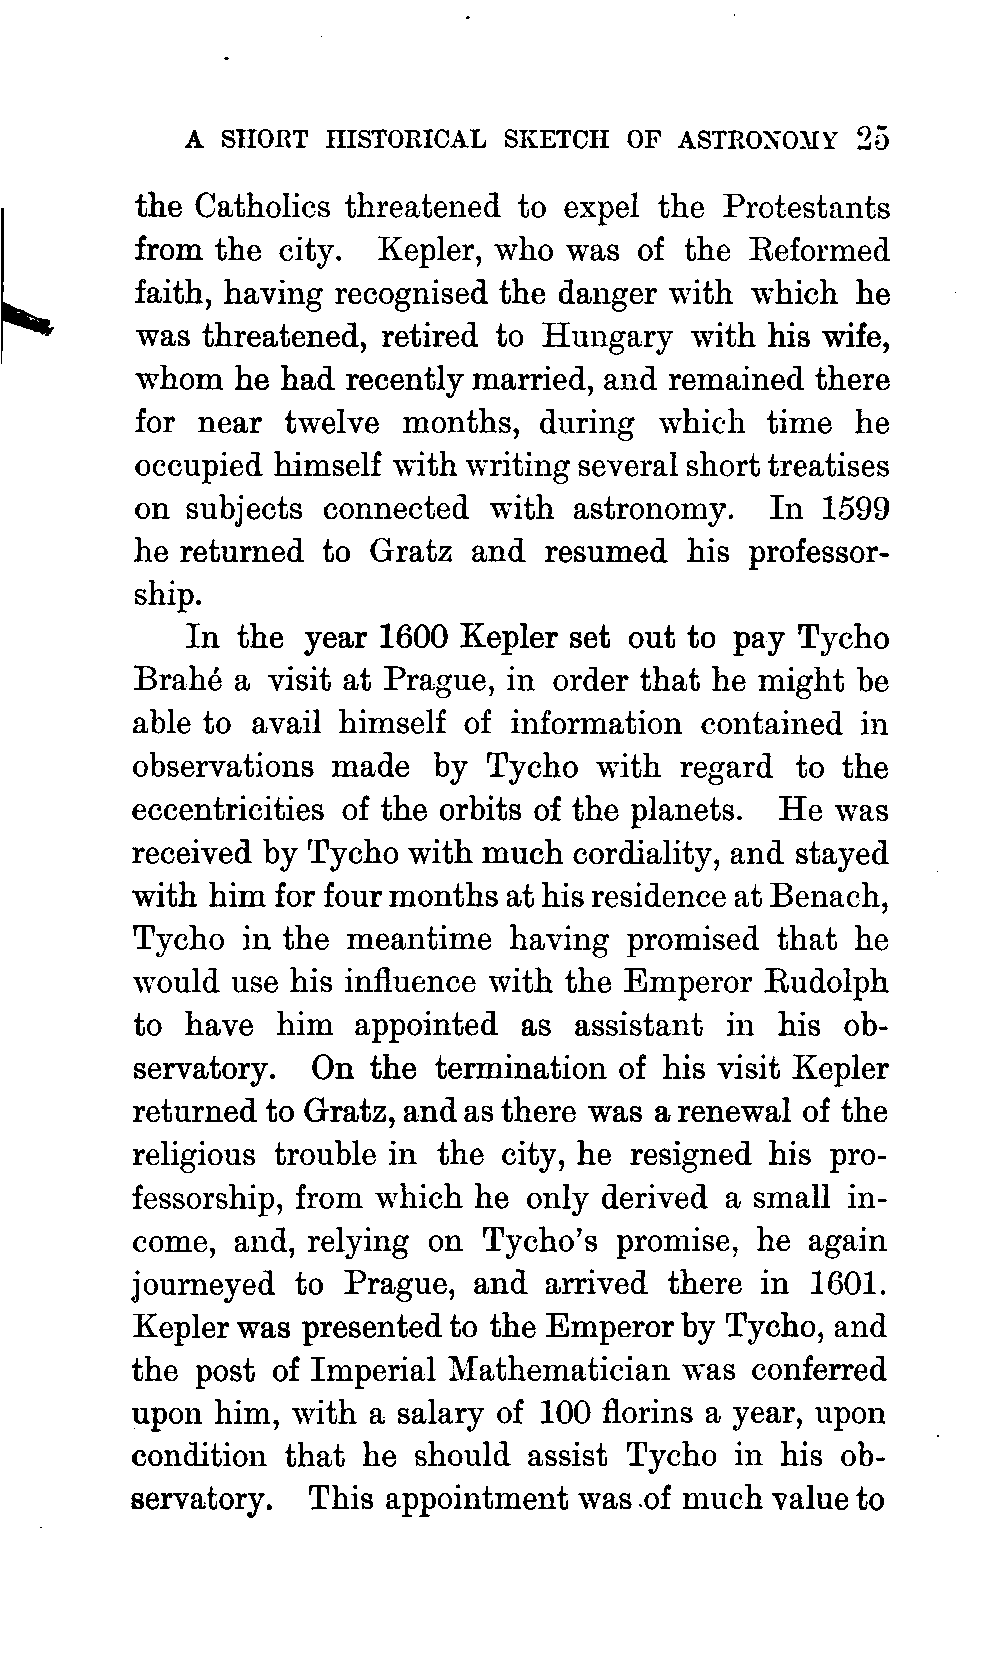 A SHORT HISTORICAL SKETCH OF ASTRONOMY 25
the Catholics threatened to expel the Protestants
from the city. Kepler, who was of the Reformed
faith, having recognised the danger with which he
was threatened, retired to Hungary with his wife,
whom he had recently married, and remained there
for near twelve months, during which time he
occupied himself with writing several short treatises
on subjects connected with astronomy. In 1599
he returned to Gratz and resumed his professor-
ship.
In the year 1600 Kepler set out to pay Tycho
Brahé a visit at Prague, in order that he might be
able to avail himself of information contained in
observations made by Tycho with regard to the
eccentricities of the orbits of the planets. He was
received by Tycho with much cordiality, and stayed
with him for four months at his residence at Benach,
Tycho in the meantime having promised that he
would use his influence with the Emperor Rudolph
to have him appointed as assistant in his ob-
servatory. On the termination of his visit Kepler
returned to Gratz, and as there was a renewal of the
religious trouble in the city, he resigned his pro-
fessorship, from which he only derived a small in-
come, and, relying on Tycho's promise, he again
journeyed to Prague, and arrived there in 1601.
Kepler was presented to the Emperor by Tycho, and
the post of Imperial Mathematician was conferred
upon him, with a salary of 100 florins a year, upon
condition that he should assist Tycho in his ob-
servatory. This appointment was of much value to